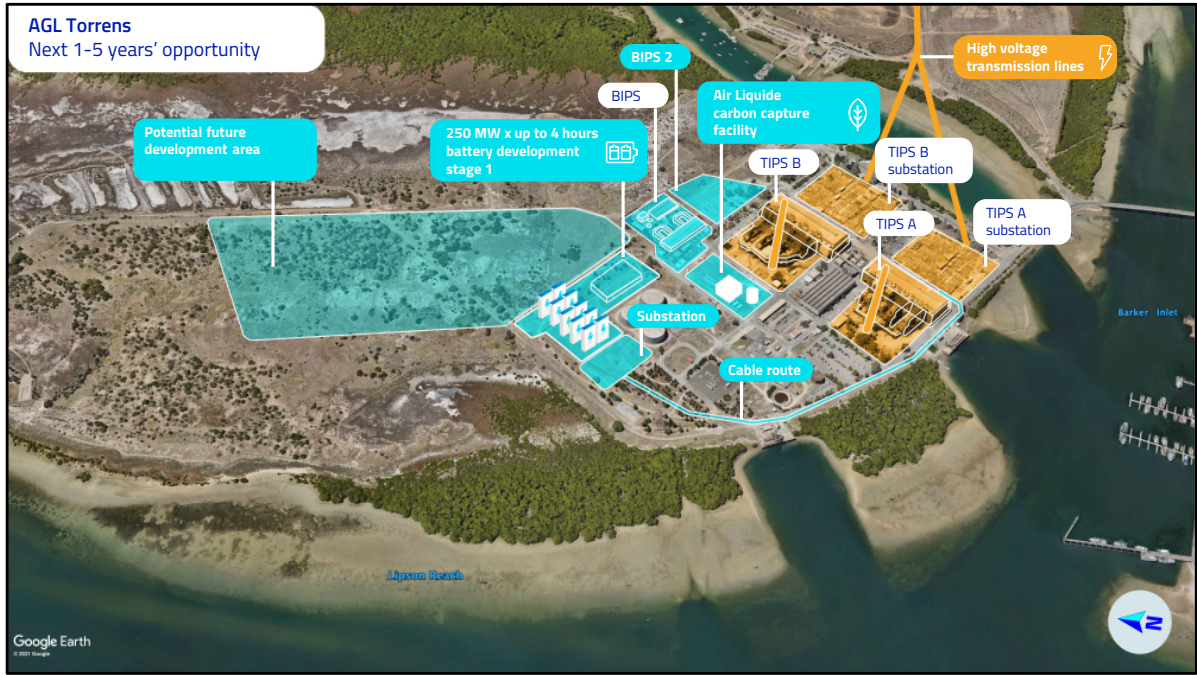 AGL Torrens
Next 1-5 years’ opportunity
BIPS 2
High voltage
transmission lines
BIPS
Air Liquide
carbon capture
facility
Potential future
development area
250 MW x up to 4 hours
battery development
stage 1
TIPS B
TIPS B
substation
TIPS A
TIPS A
substation
Substation
Barker Inlet
Cable route
Lipson Reach
N
Google Earth
© 2021 Google